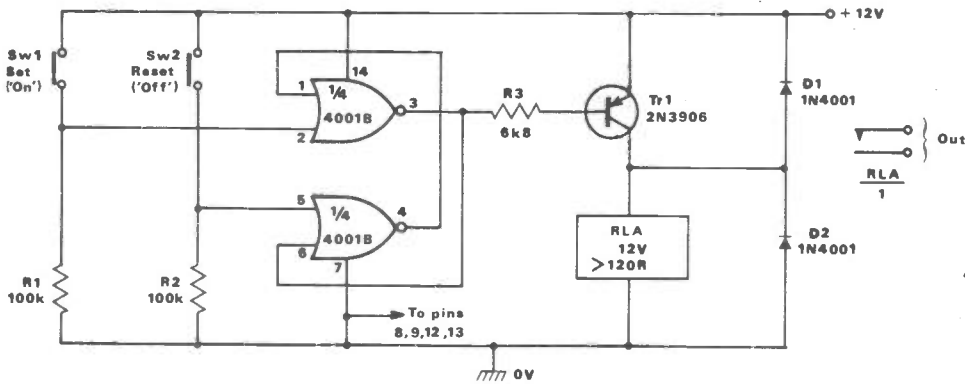 + 12V
Sw1
Set
('On')
Sw2
Reset
('Off')
14
1
1/4
4001B
2
3
R3
6k8
Tr1
2N3906
D1
1N4001
Out
RLA
1
5
1/4
4001B
6
4
7
RLA
12V
>120R
D2
1N4001
R1
100k
R2
100k
To pins
8,9,12,13
0V